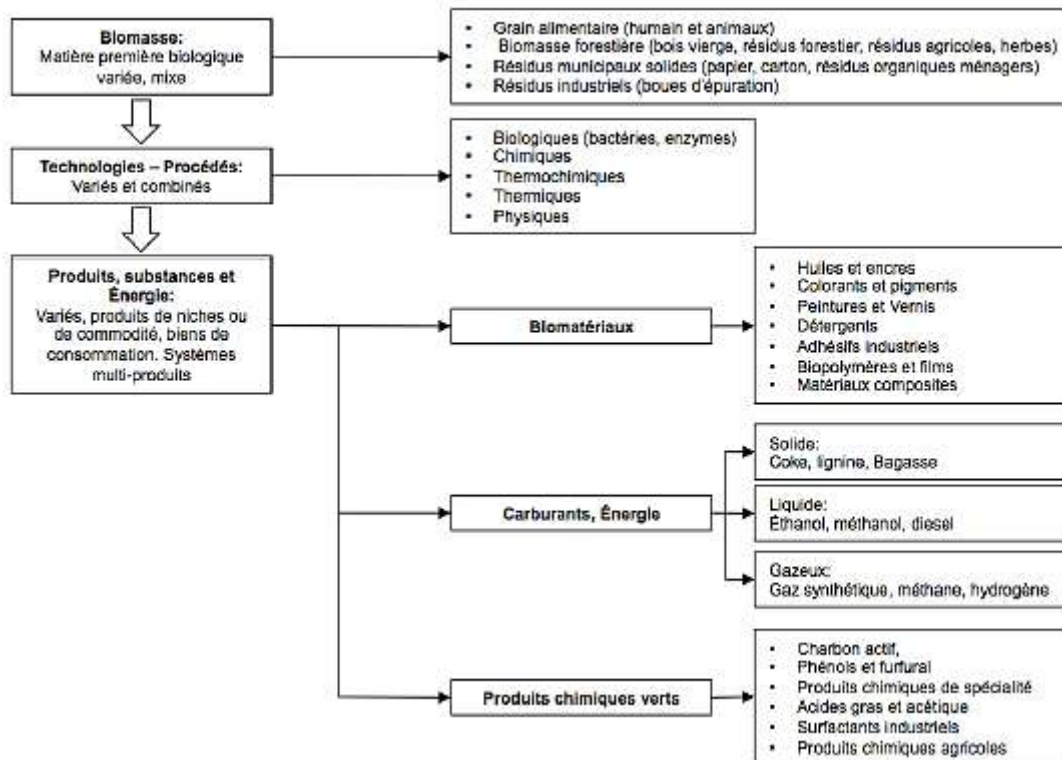 Biomasse:
Matière première biologique
variée, mixe
• Grain alimentaire (humain et animaux)
• Biomasse forestière (bois vierge, résidus forestier, résidus agricoles, herbes)
• Résidus municipaux solides (papier, carton, résidus organiques ménagers)
• Résidus industriels (boues d'épuration)
Technologies – Procédés:
Variés et combinés
• Biologiques (bactéries, enzymes)
• Chimiques
• Thermochimiques
• Thermiques
• Physiques
Produits, substances et
Énergie:
Variés, produits de niches ou
de commodité, biens de
consommation. Systèmes
multi-produits
Biomatériaux
• Huiles et encres
• Colorants et pigments
• Peintures et Vernis
• Détergents
• Adhésifs industriels
• Biopolymères et films
• Matériaux composites
Carburants, Énergie
Solide:
Coke, lignine, Bagasse
Liquide:
Éthanol, méthanol, diesel
Gazeux:
Gaz synthétique, méthane, hydrogène
Produits chimiques verts
• Charbon actif,
• Phénols et furfural
• Produits chimiques de spécialité
• Acides gras et acétique
• Surfactants industriels
• Produits chimiques agricoles